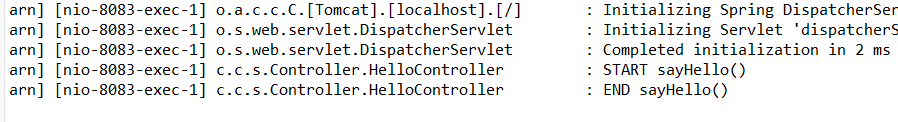 arn] [nio-8083-exec-1] o.a.c.c.C.[Tomcat].[localhost].[/] : Initializing Spring DispatcherSer
arn] [nio-8083-exec-1] o.s.web.servlet.DispatcherServlet : Initializing Servlet 'dispatcherS
arn] [nio-8083-exec-1] o.s.web.servlet.DispatcherServlet : Completed initialization in 2 ms
arn] [nio-8083-exec-1] c.c.s.Controller.HelloController : START sayHello()
arn] [nio-8083-exec-1] c.c.s.Controller.HelloController : END sayHello()